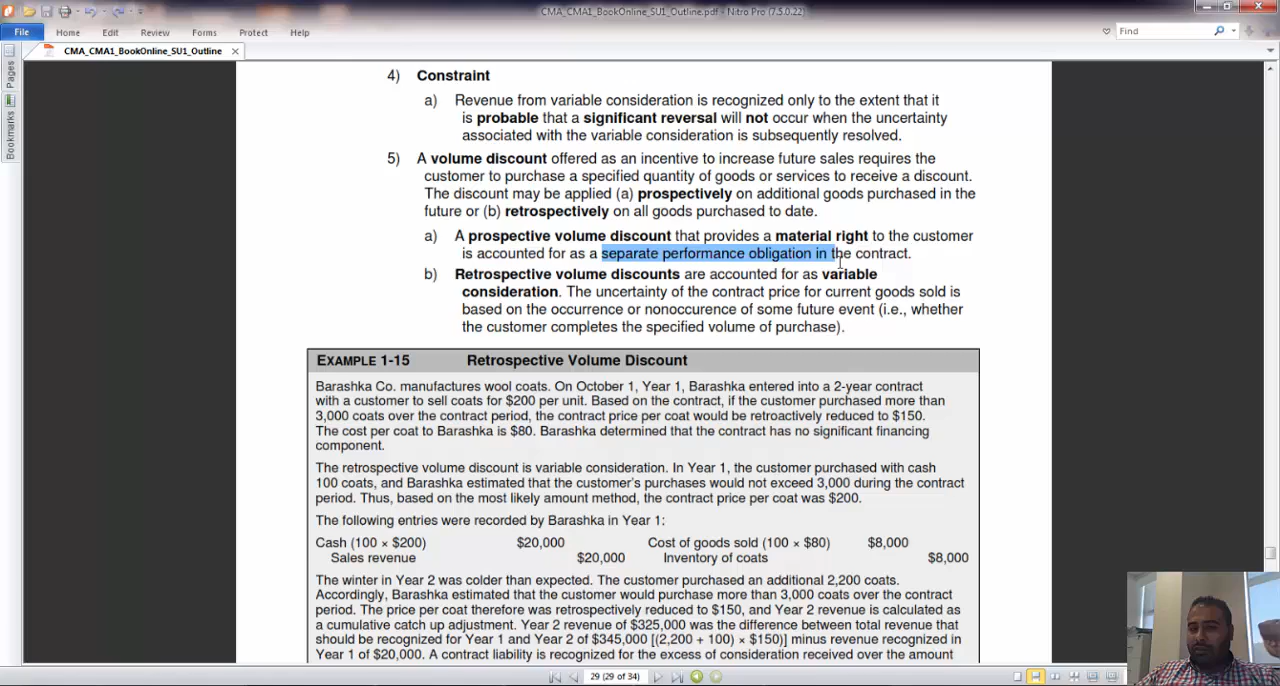 CMA_CMA1_BookOnline_SU1_Outline.pdf - Nitro Pro (7.5.0.22)
File Home Edit Review Forms Protect Help Find
CMA_CMA1_BookOnline_SU1_Outline
Pages
Bookmarks
4) Constraint
a) Revenue from variable consideration is recognized only to the extent that it
is probable that a significant reversal will not occur when the uncertainty
associated with the variable consideration is subsequently resolved.
5) A volume discount offered as an incentive to increase future sales requires the
customer to purchase a specified quantity of goods or services to receive a discount.
The discount may be applied (a) prospectively on additional goods purchased in the
future or (b) retrospectively on all goods purchased to date.
a) A prospective volume discount that provides a material right to the customer
is accounted for as a separate performance obligation in the contract.
b) Retrospective volume discounts are accounted for as variable
consideration. The uncertainty of the contract price for current goods sold is
based on the occurrence or nonoccurence of some future event (i.e., whether
the customer completes the specified volume of purchase).
EXAMPLE 1-15 Retrospective Volume Discount
Barashka Co. manufactures wool coats. On October 1, Year 1, Barashka entered into a 2-year contract
with a customer to sell coats for $200 per unit. Based on the contract, if the customer purchased more than
3,000 coats over the contract period, the contract price per coat would be retroactively reduced to $150.
The cost per coat to Barashka is $80. Barashka determined that the contract has no significant financing
component.
The retrospective volume discount is variable consideration. In Year 1, the customer purchased with cash
100 coats, and Barashka estimated that the customer's purchases would not exceed 3,000 during the contract
period. Thus, based on the most likely amount method, the contract price per coat was $200.
The following entries were recorded by Barashka in Year 1:
Cash (100 × $200) $20,000 Cost of goods sold (100 × $80) $8,000
Sales revenue $20,000 Inventory of coats $8,000
The winter in Year 2 was colder than expected. The customer purchased an additional 2,200 coats.
Accordingly, Barashka estimated that the customer would purchase more than 3,000 coats over the contract
period. The price per coat therefore was retrospectively reduced to $150, and Year 2 revenue is calculated as
a cumulative catch up adjustment. Year 2 revenue of $325,000 was the difference between total revenue that
should be recognized for Year 1 and Year 2 of $345,000 [(2,200 + 100) × $150)] minus revenue recognized in
Year 1 of $20,000. A contract liability is recognized for the excess of consideration received over the amount
29 (29 of 34)